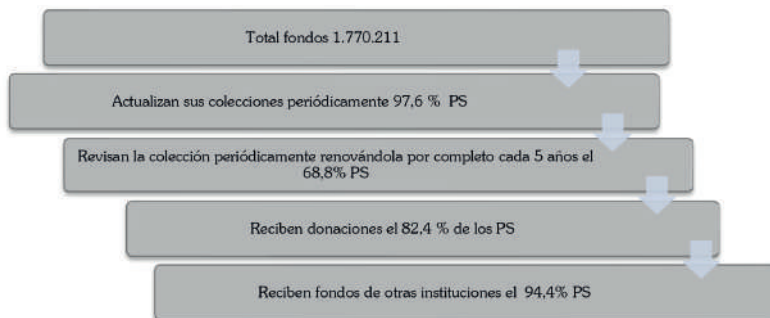 Total fondos 1.770.211
Actualizan sus colecciones periódicamente 97,6 % PS
Revisan la colección periódicamente renovándola por completo cada 5 años el
68,8% PS
Reciben donaciones el 82,4 % de los PS
Reciben fondos de otras instituciones el 94,4% PS